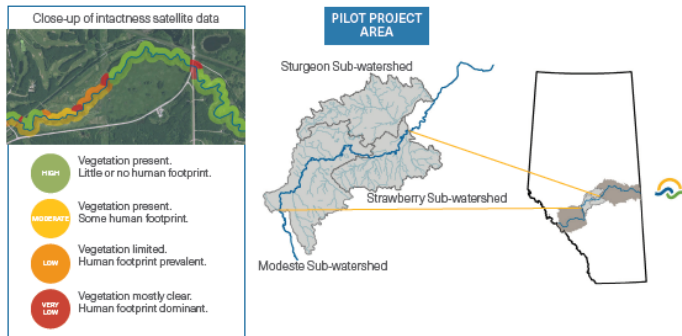 Close-up of intactness satellite data
HIGH
Vegetation present.
Little or no human footprint.
MODERATE
Vegetation present.
Some human footprint.
LOW
Vegetation limited.
Human footprint prevalent.
VERY
LOW
Vegetation mostly clear.
Human footprint dominant.
PILOT PROJECT
AREA
Sturgeon Sub-watershed
Strawberry Sub-watershed
Modeste Sub-watershed